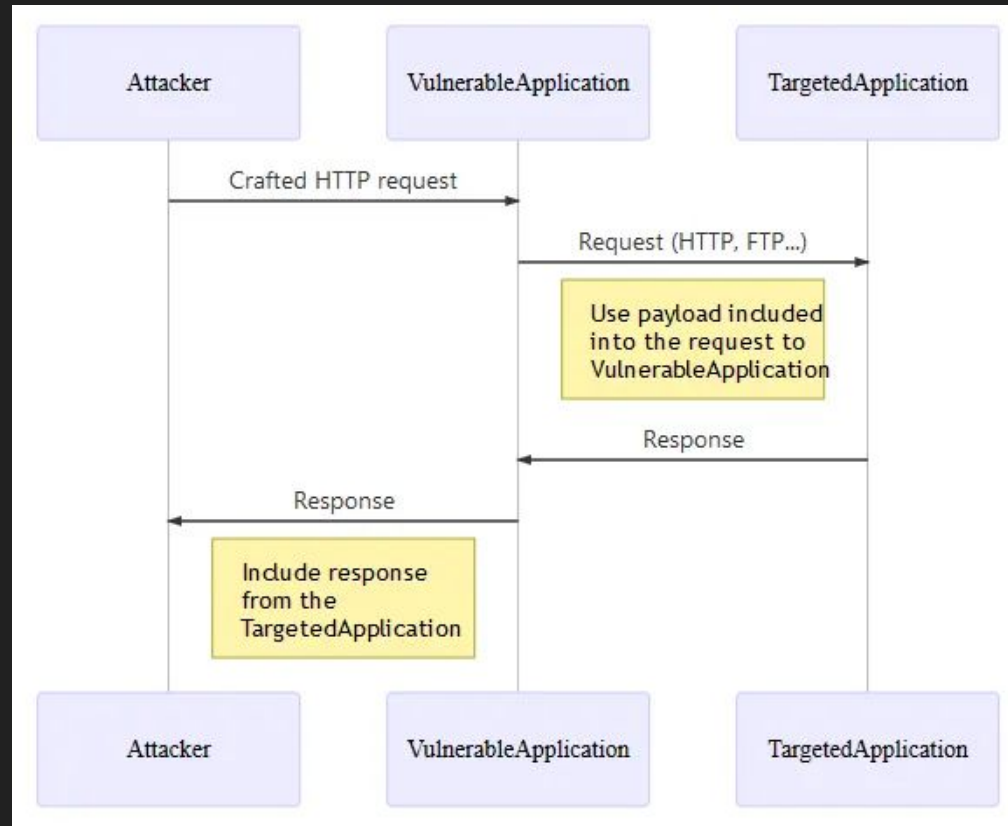 Attacker
VulnerableApplication
TargetedApplication
Crafted HTTP request
Request (HTTP, FTP...)
Use payload included
into the request to
VulnerableApplication
Response
Response
Include response
from the
TargetedApplication
Attacker
VulnerableApplication
TargetedApplication